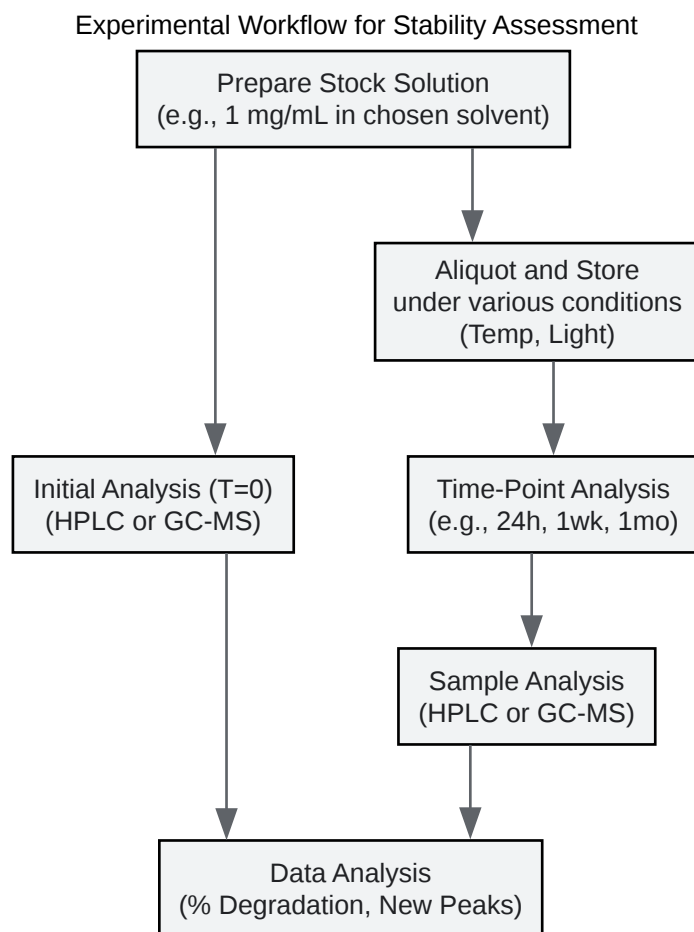 Experimental Workflow for Stability Assessment
Prepare Stock Solution
(e.g., 1 mg/mL in chosen solvent)
Aliquot and Store
under various conditions
(Temp, Light)
Initial Analysis (T=0)
(HPLC or GC-MS)
Time-Point Analysis
(e.g., 24h, 1wk, 1mo)
Sample Analysis
(HPLC or GC-MS)
Data Analysis
(% Degradation, New Peaks)